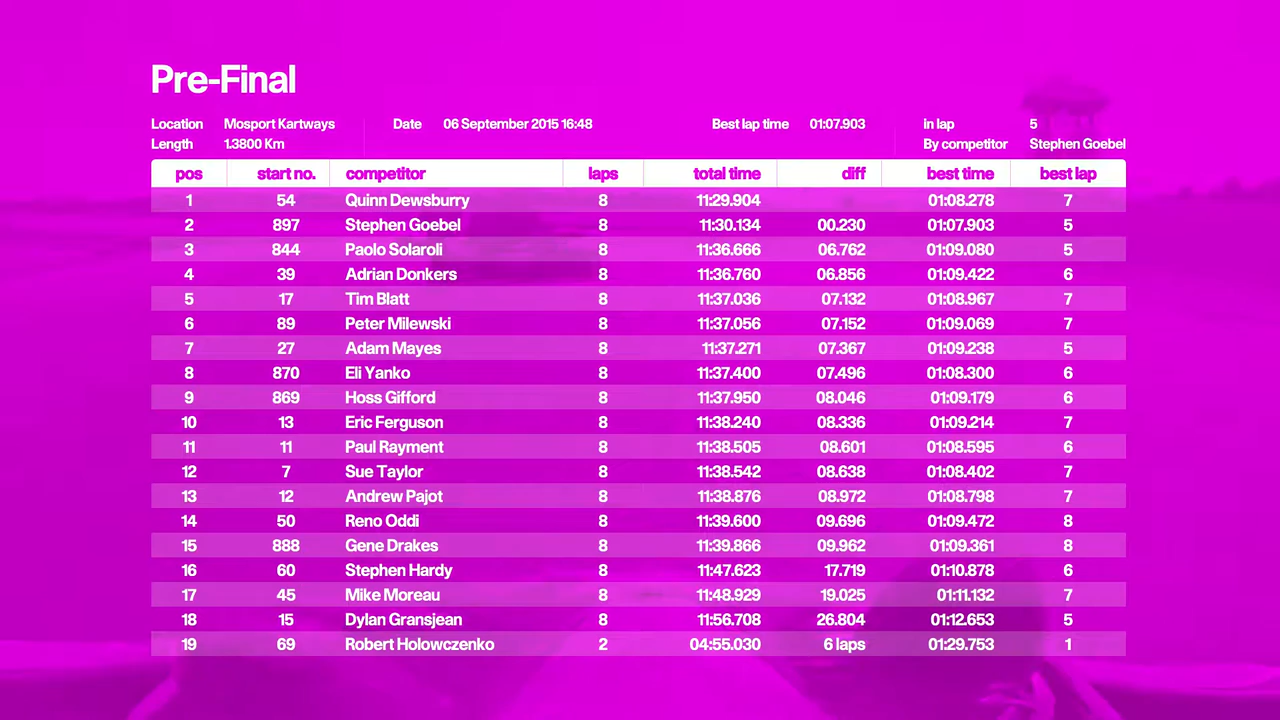 Pre-Final
Location Mosport Kartways Date 06 September 2015 16:48 Best lap time 01:07.903 in lap 5
Length 1.3800 Km By competitor Stephen Goebel
pos start no. competitor laps total time diff best time best lap
1 54 Quinn Dewsburry 8 11:29.904 01:08.278 7
2 897 Stephen Goebel 8 11:30.134 00.230 01:07.903 5
3 844 Paolo Solaroli 8 11:36.666 06.762 01:09.080 5
4 39 Adrian Donkers 8 11:36.760 06.856 01:09.422 6
5 17 Tim Blatt 8 11:37.036 07.132 01:08.967 7
6 89 Peter Milewski 8 11:37.056 07.152 01:09.069 7
7 27 Adam Mayes 8 11:37.271 07.367 01:09.238 5
8 870 Eli Yanko 8 11:37.400 07.496 01:08.300 6
9 869 Hoss Gifford 8 11:37.950 08.046 01:09.179 6
10 13 Eric Ferguson 8 11:38.240 08.336 01:09.214 7
11 11 Paul Rayment 8 11:38.505 08.601 01:08.595 6
12 7 Sue Taylor 8 11:38.542 08.638 01:08.402 7
13 12 Andrew Pajot 8 11:38.876 08.972 01:08.798 7
14 50 Reno Oddi 8 11:39.600 09.696 01:09.472 8
15 888 Gene Drakes 8 11:39.866 09.962 01:09.361 8
16 60 Stephen Hardy 8 11:47.623 17.719 01:10.878 6
17 45 Mike Moreau 8 11:48.929 19.025 01:11.132 7
18 15 Dylan Gransjean 8 11:56.708 26.804 01:12.653 5
19 69 Robert Holowczenko 2 04:55.030 6 laps 01:29.753 1